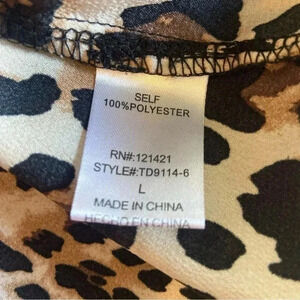 SELF
100%POLYESTER
RN#:121421
STYLE#:TD9114-6
L
MADE IN CHINA
HECHO EN CHINA